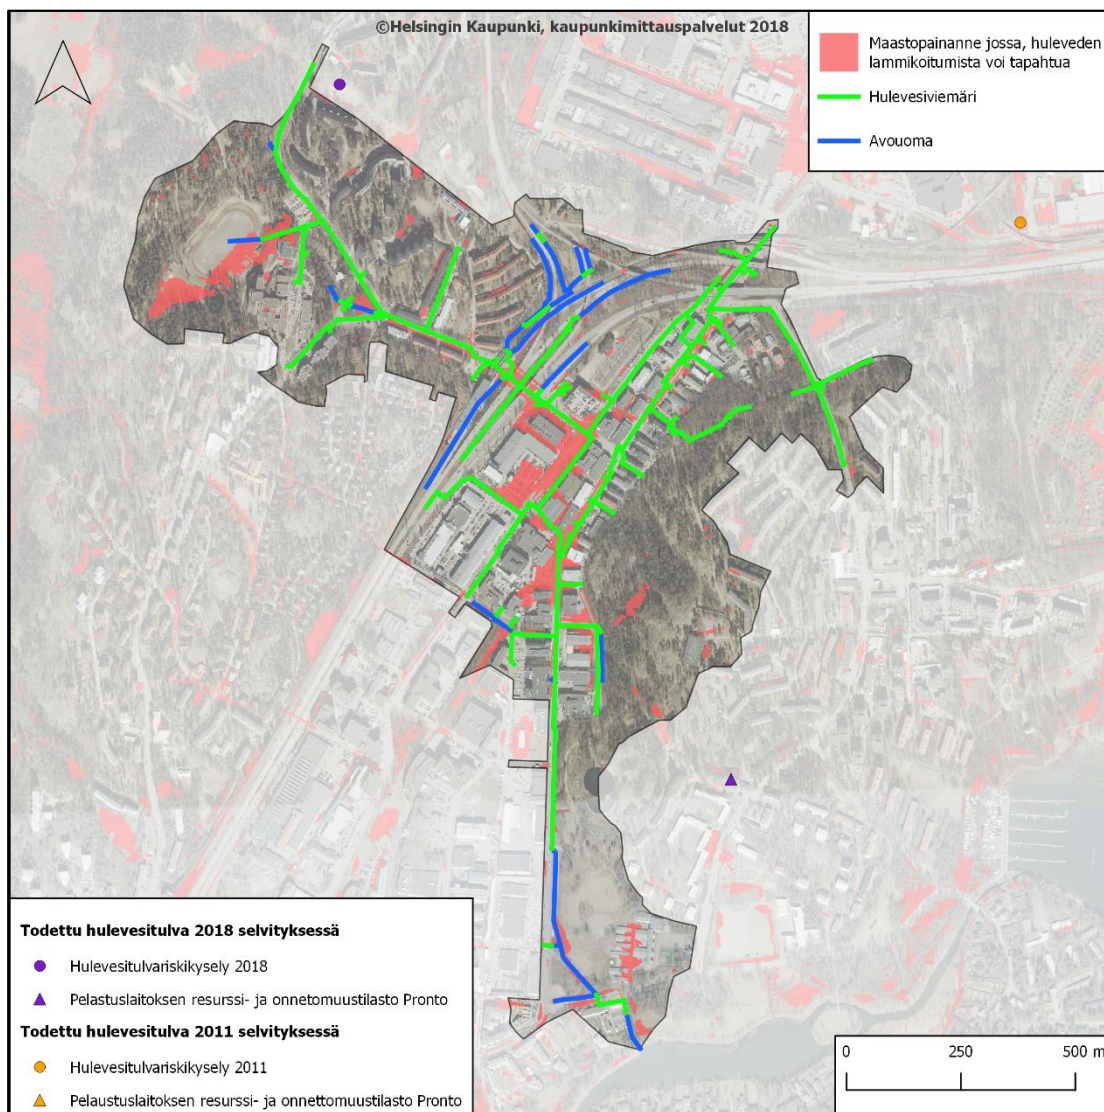 ©Helsingin Kaupunki, kaupunkimittauspalvelut 2018
Maastopainanne jossa, huleveden
lammikoitumista voi tapahtua
Hulevesiviemäri
Avouoma
Todettu hulevesitulva 2018 selvityksessä
Hulevesitulvariskikysely 2018
Pelastuslaitoksen resurssi- ja onnetomuustilasto Pronto
Todettu hulevesitulva 2011 selvityksessä
Hulevesitulvariskikysely 2011
Pelaustuslaitoksen resurssi- ja onnettomuustilasto Pronto
0 250 500 m